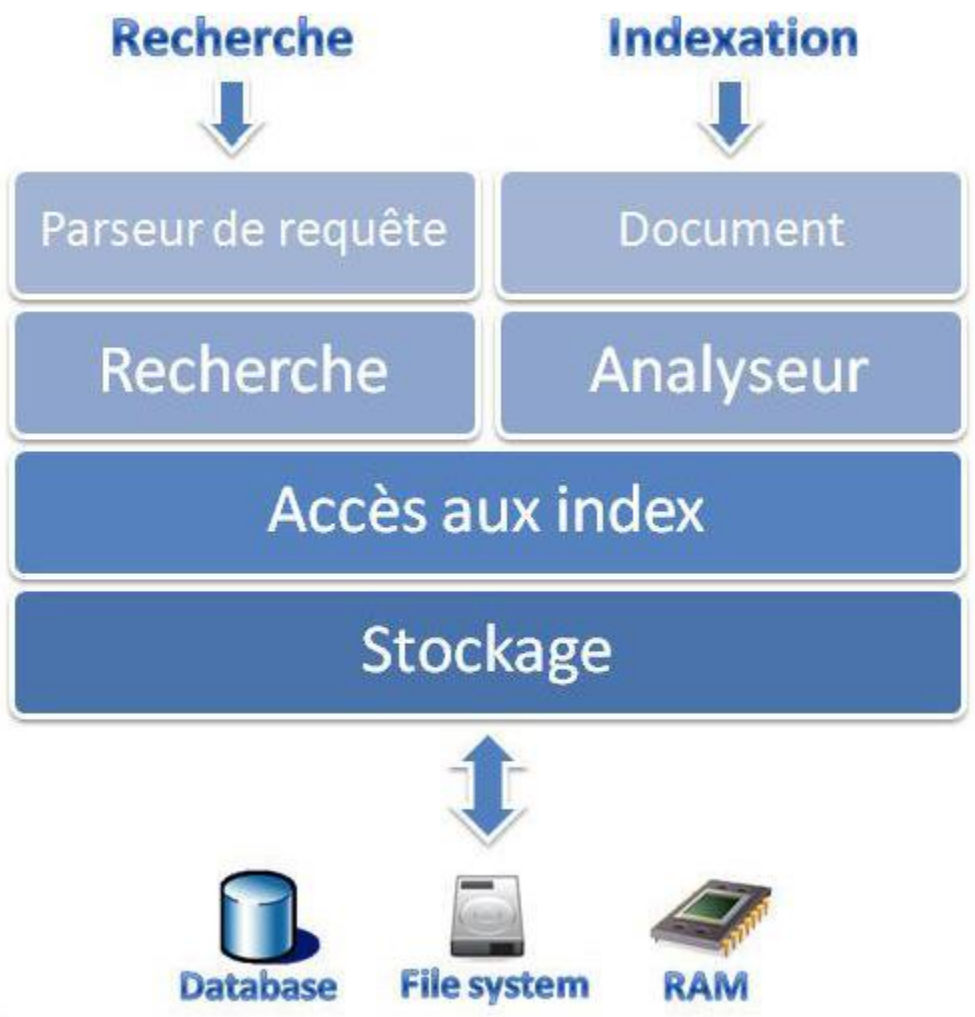 Recherche
Indexation
Parseur de requête
Document
Recherche
Analyseur
Accès aux index
Stockage
Database
File system
RAM